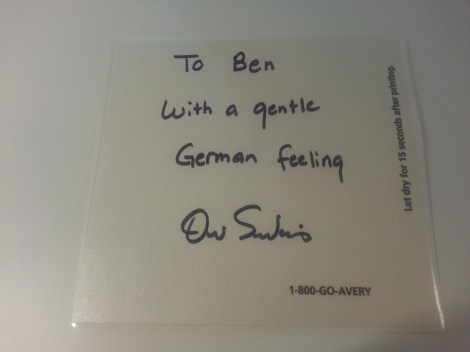 To Ben
With a gentle
German feeling
Let dry for 15 seconds after printing.
1-800-GO-AVERY